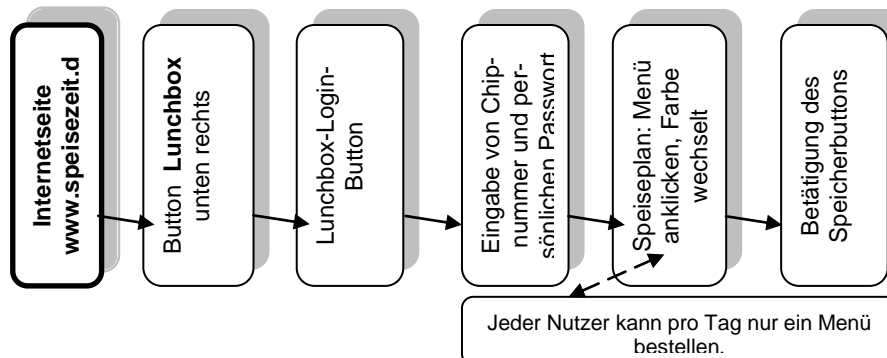 Internetseite
www.speisezeit.d
Button Lunchbox
unten rechts
Lunchbox-Login-
Button
Eingabe von Chip-
nummer und per-
sönlichen Passwort
Speiseplan: Menü
anklicken, Farbe
wechselt
Betätigung des
Speicherbuttons
Jeder Nutzer kann pro Tag nur ein Menü
bestellen.